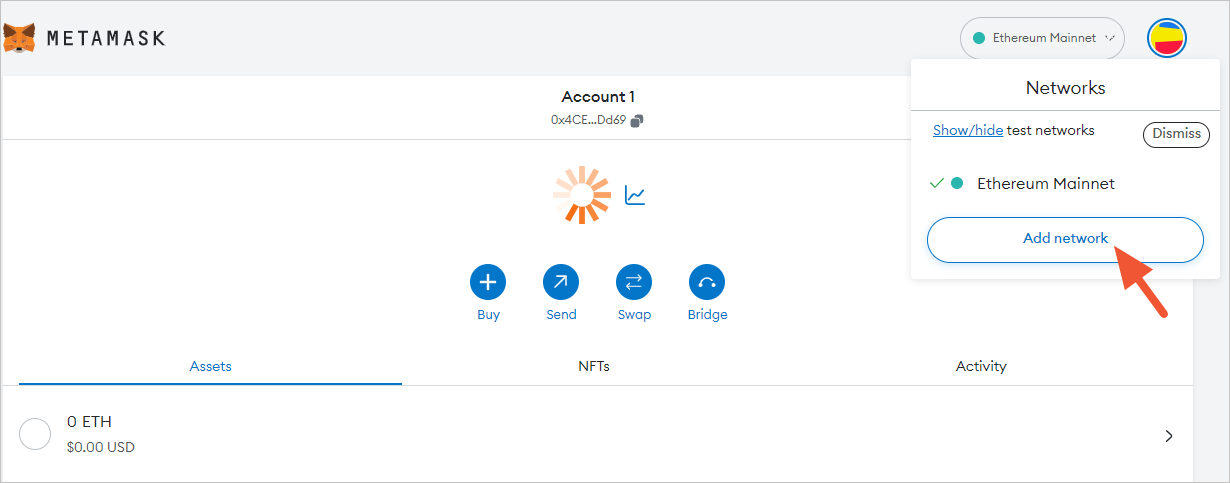 METAMASK
Ethereum Mainnet
Networks
Show/hide test networks
Dismiss
Ethereum Mainnet
Add network
Account 1
0x4CE...Dd69
Buy
Send
Swap
Bridge
Assets
NFTs
Activity
0 ETH
$0.00 USD